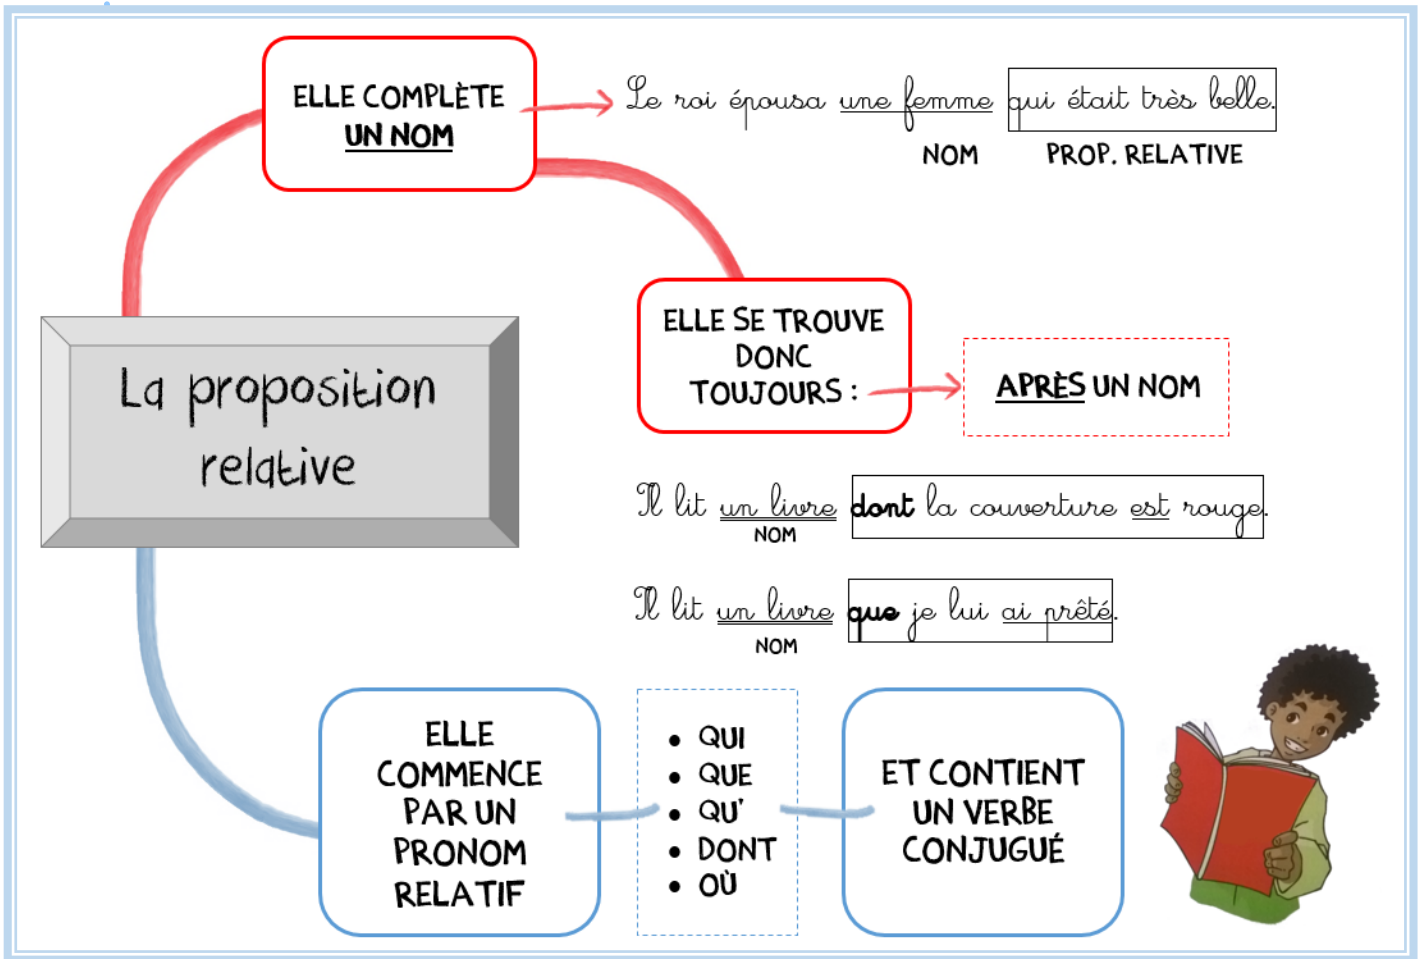 ELLE COMPLÈTE
UN NOM
Le roi épousa une femme qui était très belle.
NOM PROP. RELATIVE
La proposition
relative
ELLE SE TROUVE
DONC
TOUJOURS :
APRÈS UN NOM
Il lit un livre dont la couverture est rouge.
NOM
Il lit un livre que je lui ai prêté.
NOM
ELLE
COMMENCE
PAR UN
PRONOM
RELATIF
• QUI
• QUE
• QU'
• DONT
• OÙ
ET CONTIENT
UN VERBE
CONJUGUÉ